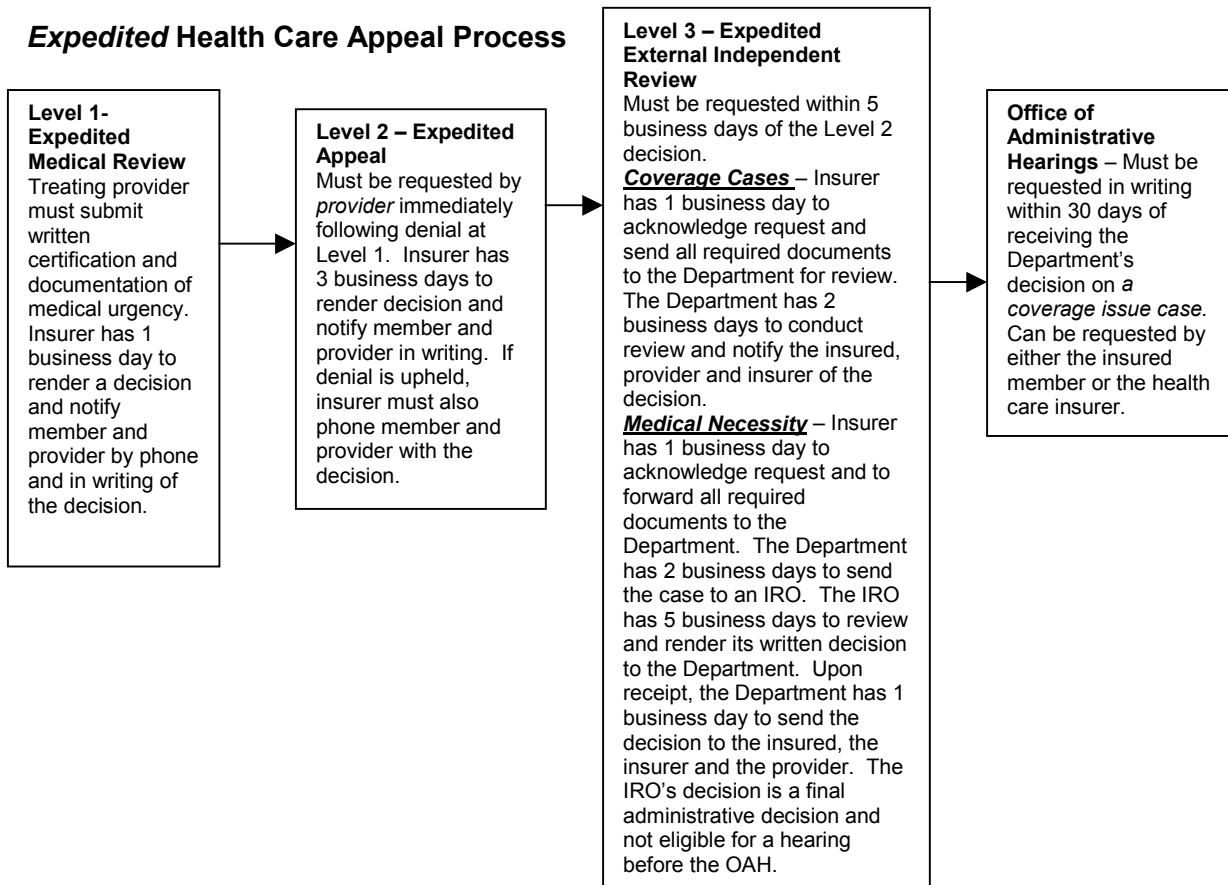 Expedited Health Care Appeal Process
Level 1-
Expedited
Medical Review
Treating provider
must submit
written
certification and
documentation of
medical urgency.
Insurer has 1
business day to
render a decision
and notify
member and
provider by phone
and in writing of
the decision.
Level 2 – Expedited
Appeal
Must be requested by
provider immediately
following denial at
Level 1.  Insurer has
3 business days to
render decision and
notify member and
provider in writing.  If
denial is upheld,
insurer must also
phone member and
provider with the
decision.
Level 3 – Expedited
External Independent
Review
Must be requested within 5
business days of the Level 2
decision.
Coverage Cases – Insurer
has 1 business day to
acknowledge request and
send all required documents
to the Department for review.
The Department has 2
business days to conduct
review and notify the insured,
provider and insurer of the
decision.
Medical Necessity – Insurer
has 1 business day to
acknowledge request and to
forward all required
documents to the
Department.  The Department
has 2 business days to send
the case to an IRO.  The IRO
has 5 business days to review
and render its written decision
to the Department.  Upon
receipt, the Department has 1
business day to send the
decision to the insured, the
insurer and the provider.  The
IRO’s decision is a final
administrative decision and
not eligible for a hearing
before the OAH.
Office of
Administrative
Hearings – Must be
requested in writing
within 30 days of
receiving the
Department’s
decision on a
coverage issue case.
Can be requested by
either the insured
member or the health
care insurer.